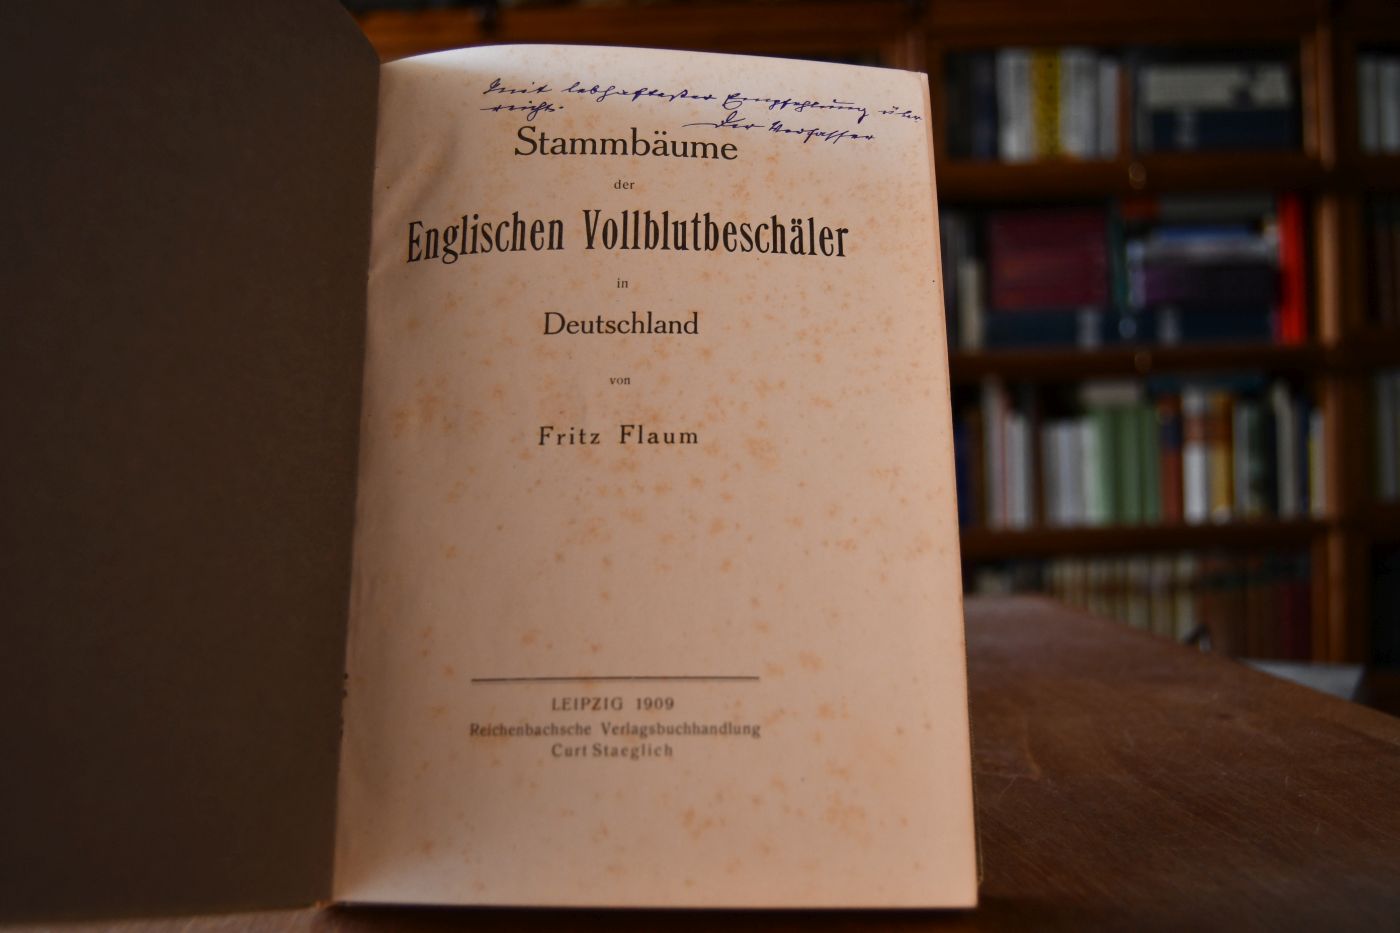 Mit lebhaftester Empfehlung über
reicht.
Der Verfasser
Stammbäume
der
Englischen Vollblutbeschäler
in
Deutschland
von
Fritz Flaum
LEIPZIG 1909
Reichenbachsche Verlagsbuchhandlung
Curt Staeglich